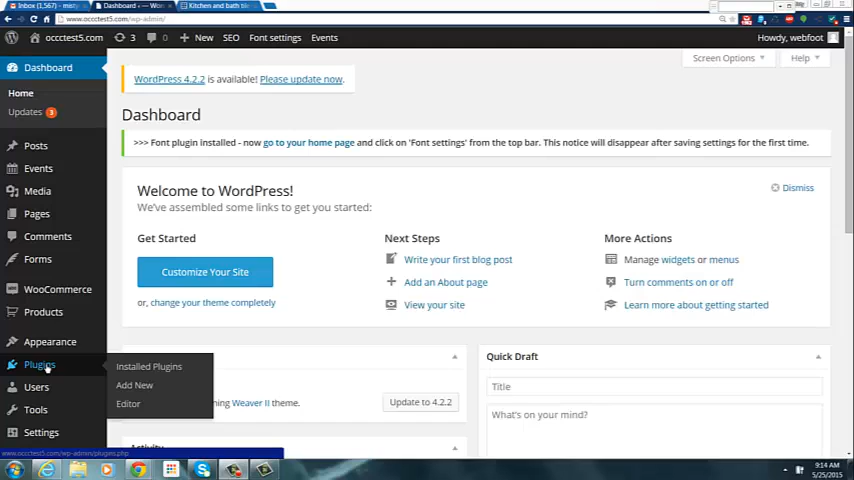 Inbox (1,567) - misty
Dashboard ‹ — Wor
Kitchen and bath ble
www.occctest5.com/wp-admin/
occctest5.com 3 0 New SEO Font settings Events Howdy, webfoot
Dashboard
Home
Updates 3
Posts
Events
Media
Pages
Comments
Forms
WooCommerce
Products
Appearance
Plugins
Users
Tools
Settings
Installed Plugins
Add New
Editor
Screen Options Help
WordPress 4.2.2 is available! Please update now.
Dashboard
>>> Font plugin installed - now go to your home page and click on 'Font settings' from the top bar. This notice will disappear after saving settings for the first time.
Welcome to WordPress!
Dismiss
We've assembled some links to get you started:
Get Started
Customize Your Site
or, change your theme completely
Next Steps
Write your first blog post
Add an About page
View your site
More Actions
Manage widgets or menus
Turn comments on or off
Learn more about getting started
ning Weaver II theme.
Update to 4.2.2
Activity
Quick Draft
Title
What's on your mind?
www.occctest5.com/wp-admin/plugins.php
9:14 AM
5/25/2015